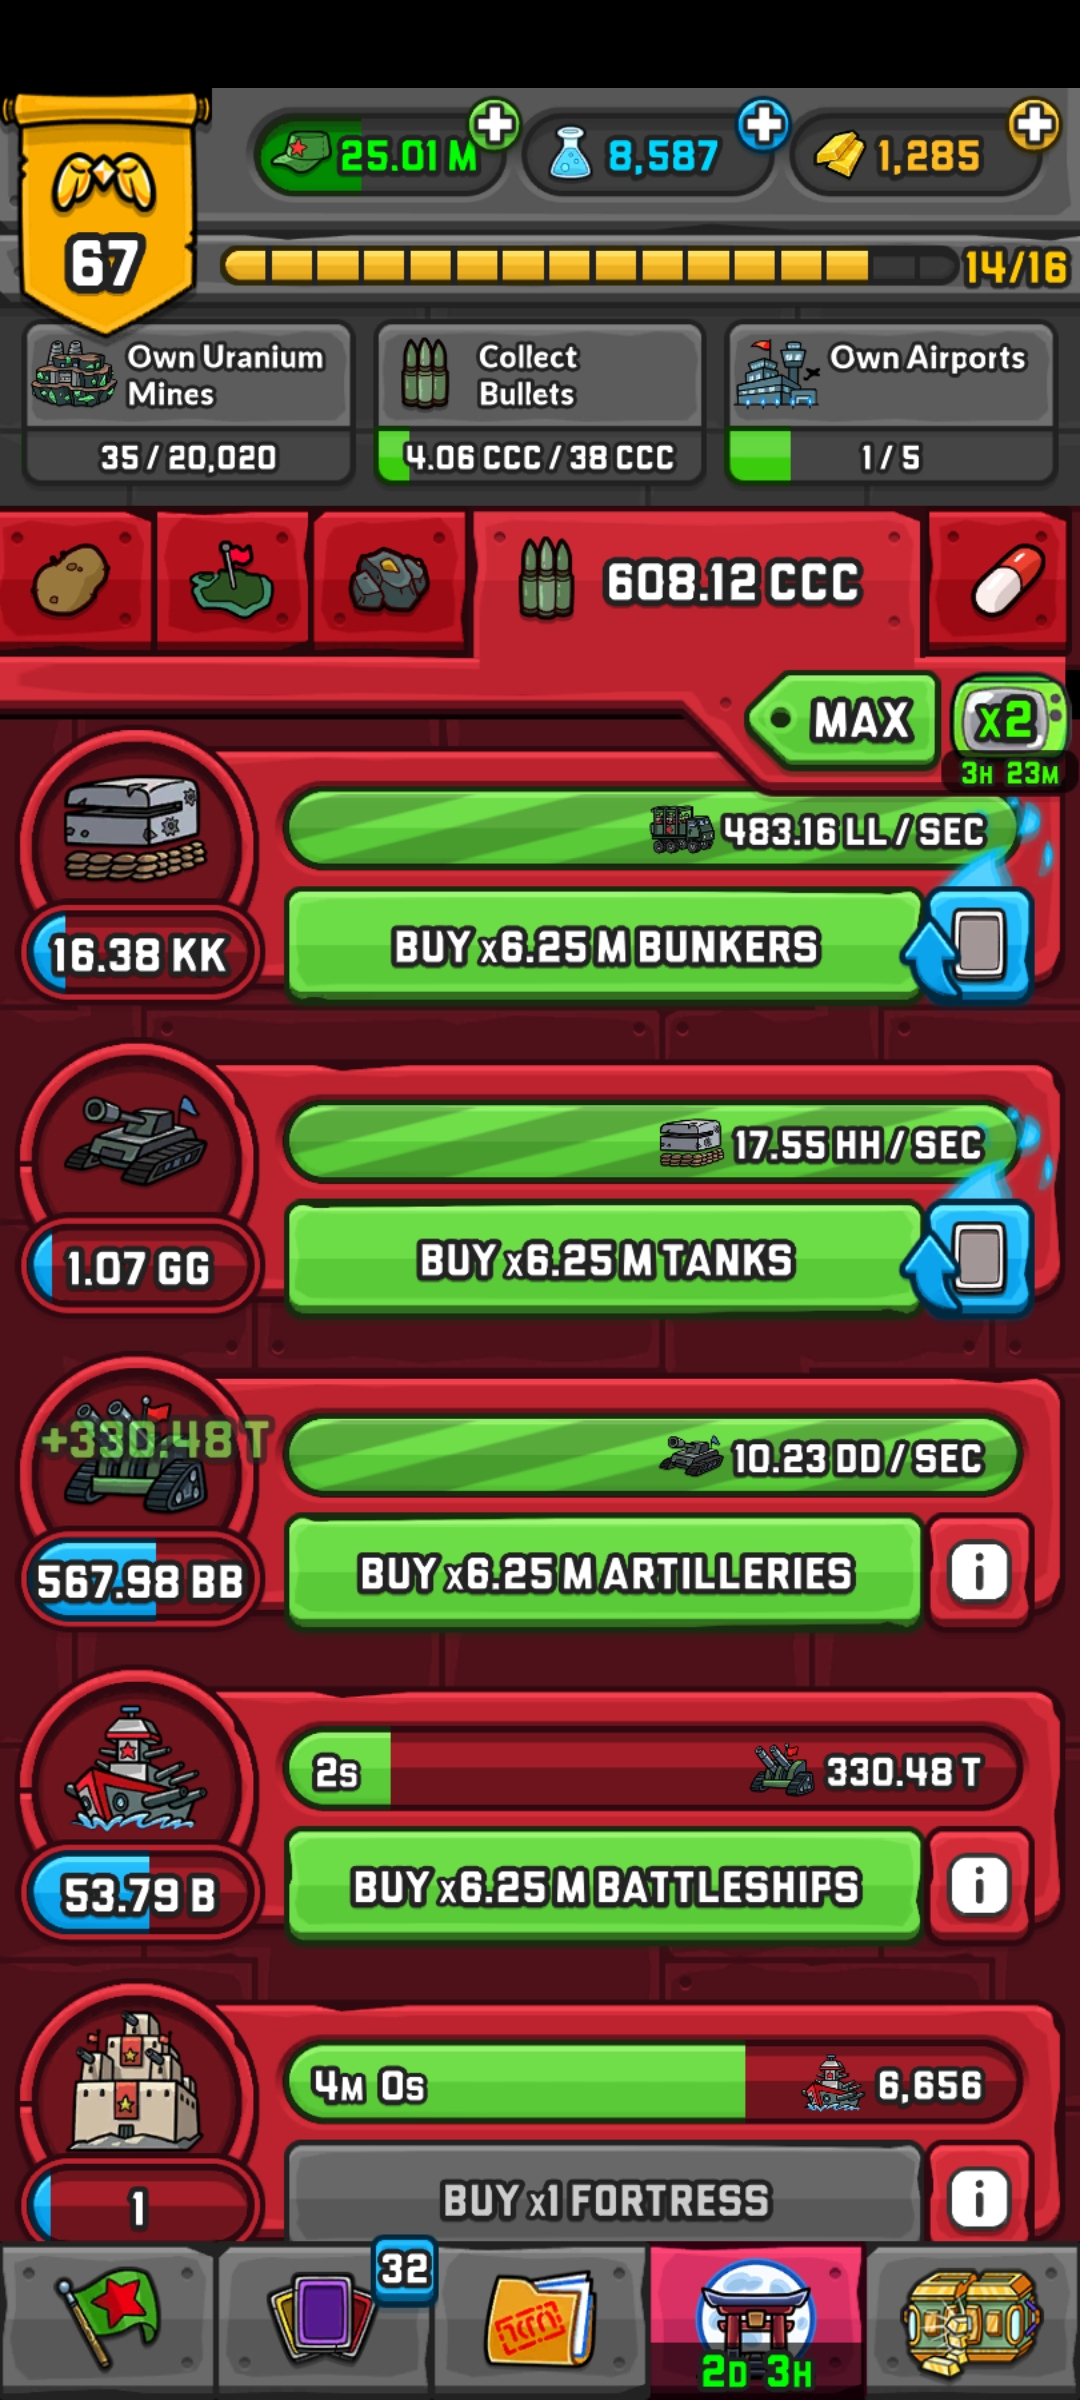 25.01 M
8,587
1,285
67
14/16
Own Uranium
Mines
35 / 20,020
Collect
Bullets
4.06 CCC / 38 CCC
Own Airports
1 / 5
608.12 CCC
MAX
x2
3H 23M
483.16 LL / SEC
16.38 KK
BUY x6.25 M BUNKERS
17.55 HH / SEC
1.07 GG
BUY x6.25 M TANKS
+330.48 T
10.23 DD / SEC
567.98 BB
BUY x6.25 M ARTILLERIES
i
2s
330.48 T
53.79 B
BUY x6.25 M BATTLESHIPS
i
4M 0s
6,656
1
BUY x1 FORTRESS
i
32
2D 3H